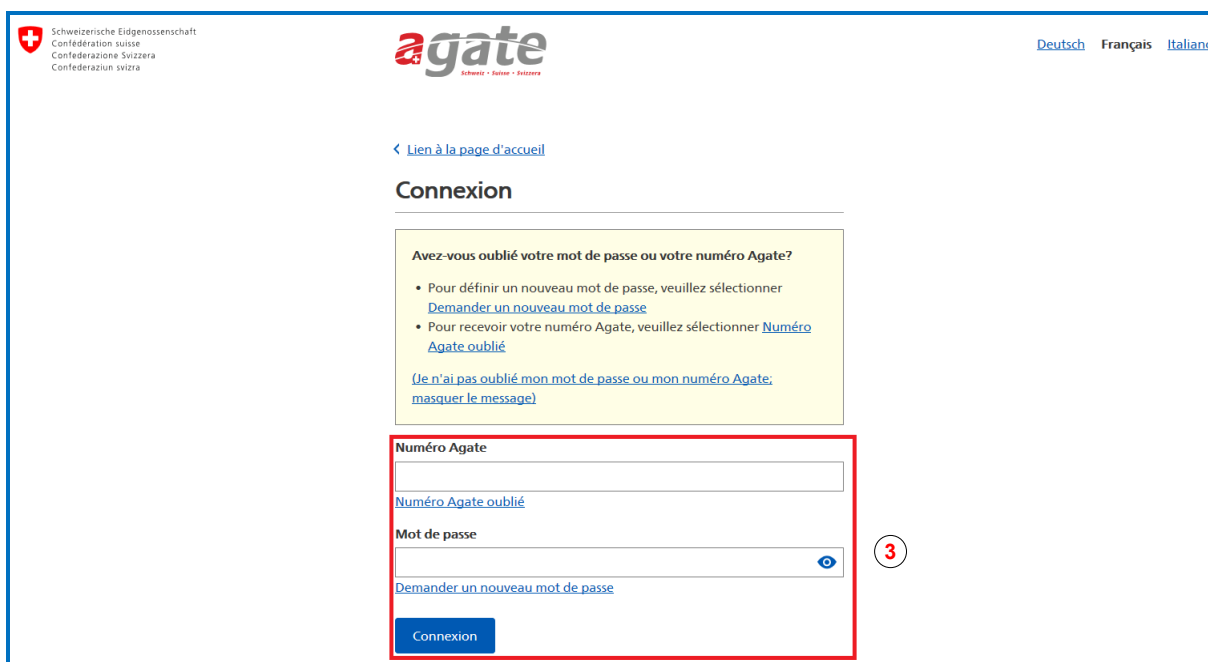 Schweizerische Eidgenossenschaft
Confédération suisse
Confederazione Svizzera
Confederaziun svizra
agate
Schweiz • Suisse • Svizzera
Deutsch Français Italiano
Lien à la page d'accueil
Connexion
Avez-vous oublié votre mot de passe ou votre numéro Agate?
• Pour définir un nouveau mot de passe, veuillez sélectionner
Demander un nouveau mot de passe
• Pour recevoir votre numéro Agate, veuillez sélectionner Numéro
Agate oublié
(Je n'ai pas oublié mon mot de passe ou mon numéro Agate;
masquer le message)
Numéro Agate
Numéro Agate oublié
Mot de passe
3
Demander un nouveau mot de passe
Connexion